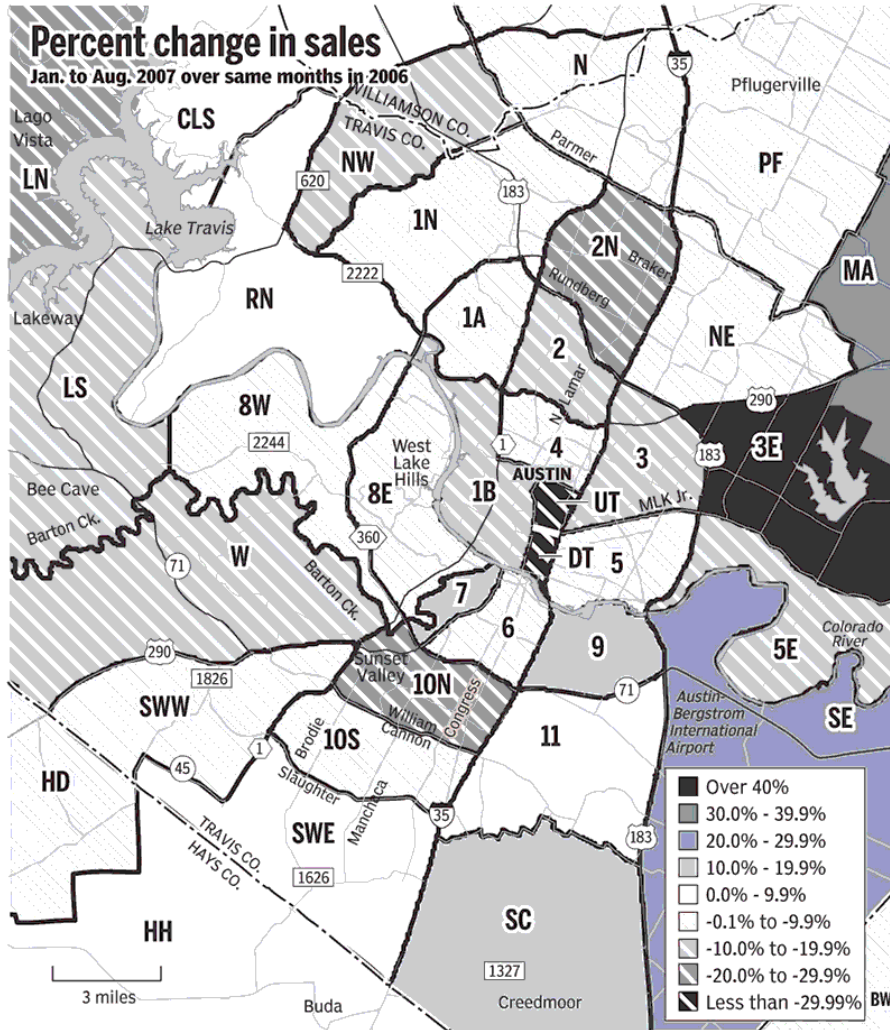 Percent change in sales
Jan. to Aug. 2007 over same months in 2006
N
35
Pflugerville
WILLIAMSON CO.
TRAVIS CO.
CLS
Lago
Vista
LN
NW
Parmer
PF
620
183
1N
Lake Travis
2N
Braker
Rundberg
MA
2222
RN
Lakeway
1A
NE
2
LS
N. Lamar
290
8W
2244
West
Lake
Hills
1
4
3
183
3E
AUSTIN
8E
1B
UT
MLK Jr.
Bee Cave
Barton Ck.
W
360
DT
5
71
Barton Ck.
7
6
9
5E
Colorado
River
290
1826
Sunset
Valley
10N
Congress
71
Austin-
Bergstrom
International
Airport
SE
SWW
Brodie
10S
William
Cannon
11
45
1
Slaughter
Manchaca
HD
35
183
TRAVIS CO.
HAYS CO.
SWE
1626
HH
SC
1327
3 miles
Buda
Creedmoor
BW
Over 40%
30.0% - 39.9%
20.0% - 29.9%
10.0% - 19.9%
0.0% - 9.9%
-0.1% to -9.9%
-10.0% to -19.9%
-20.0% to -29.9%
Less than -29.99%